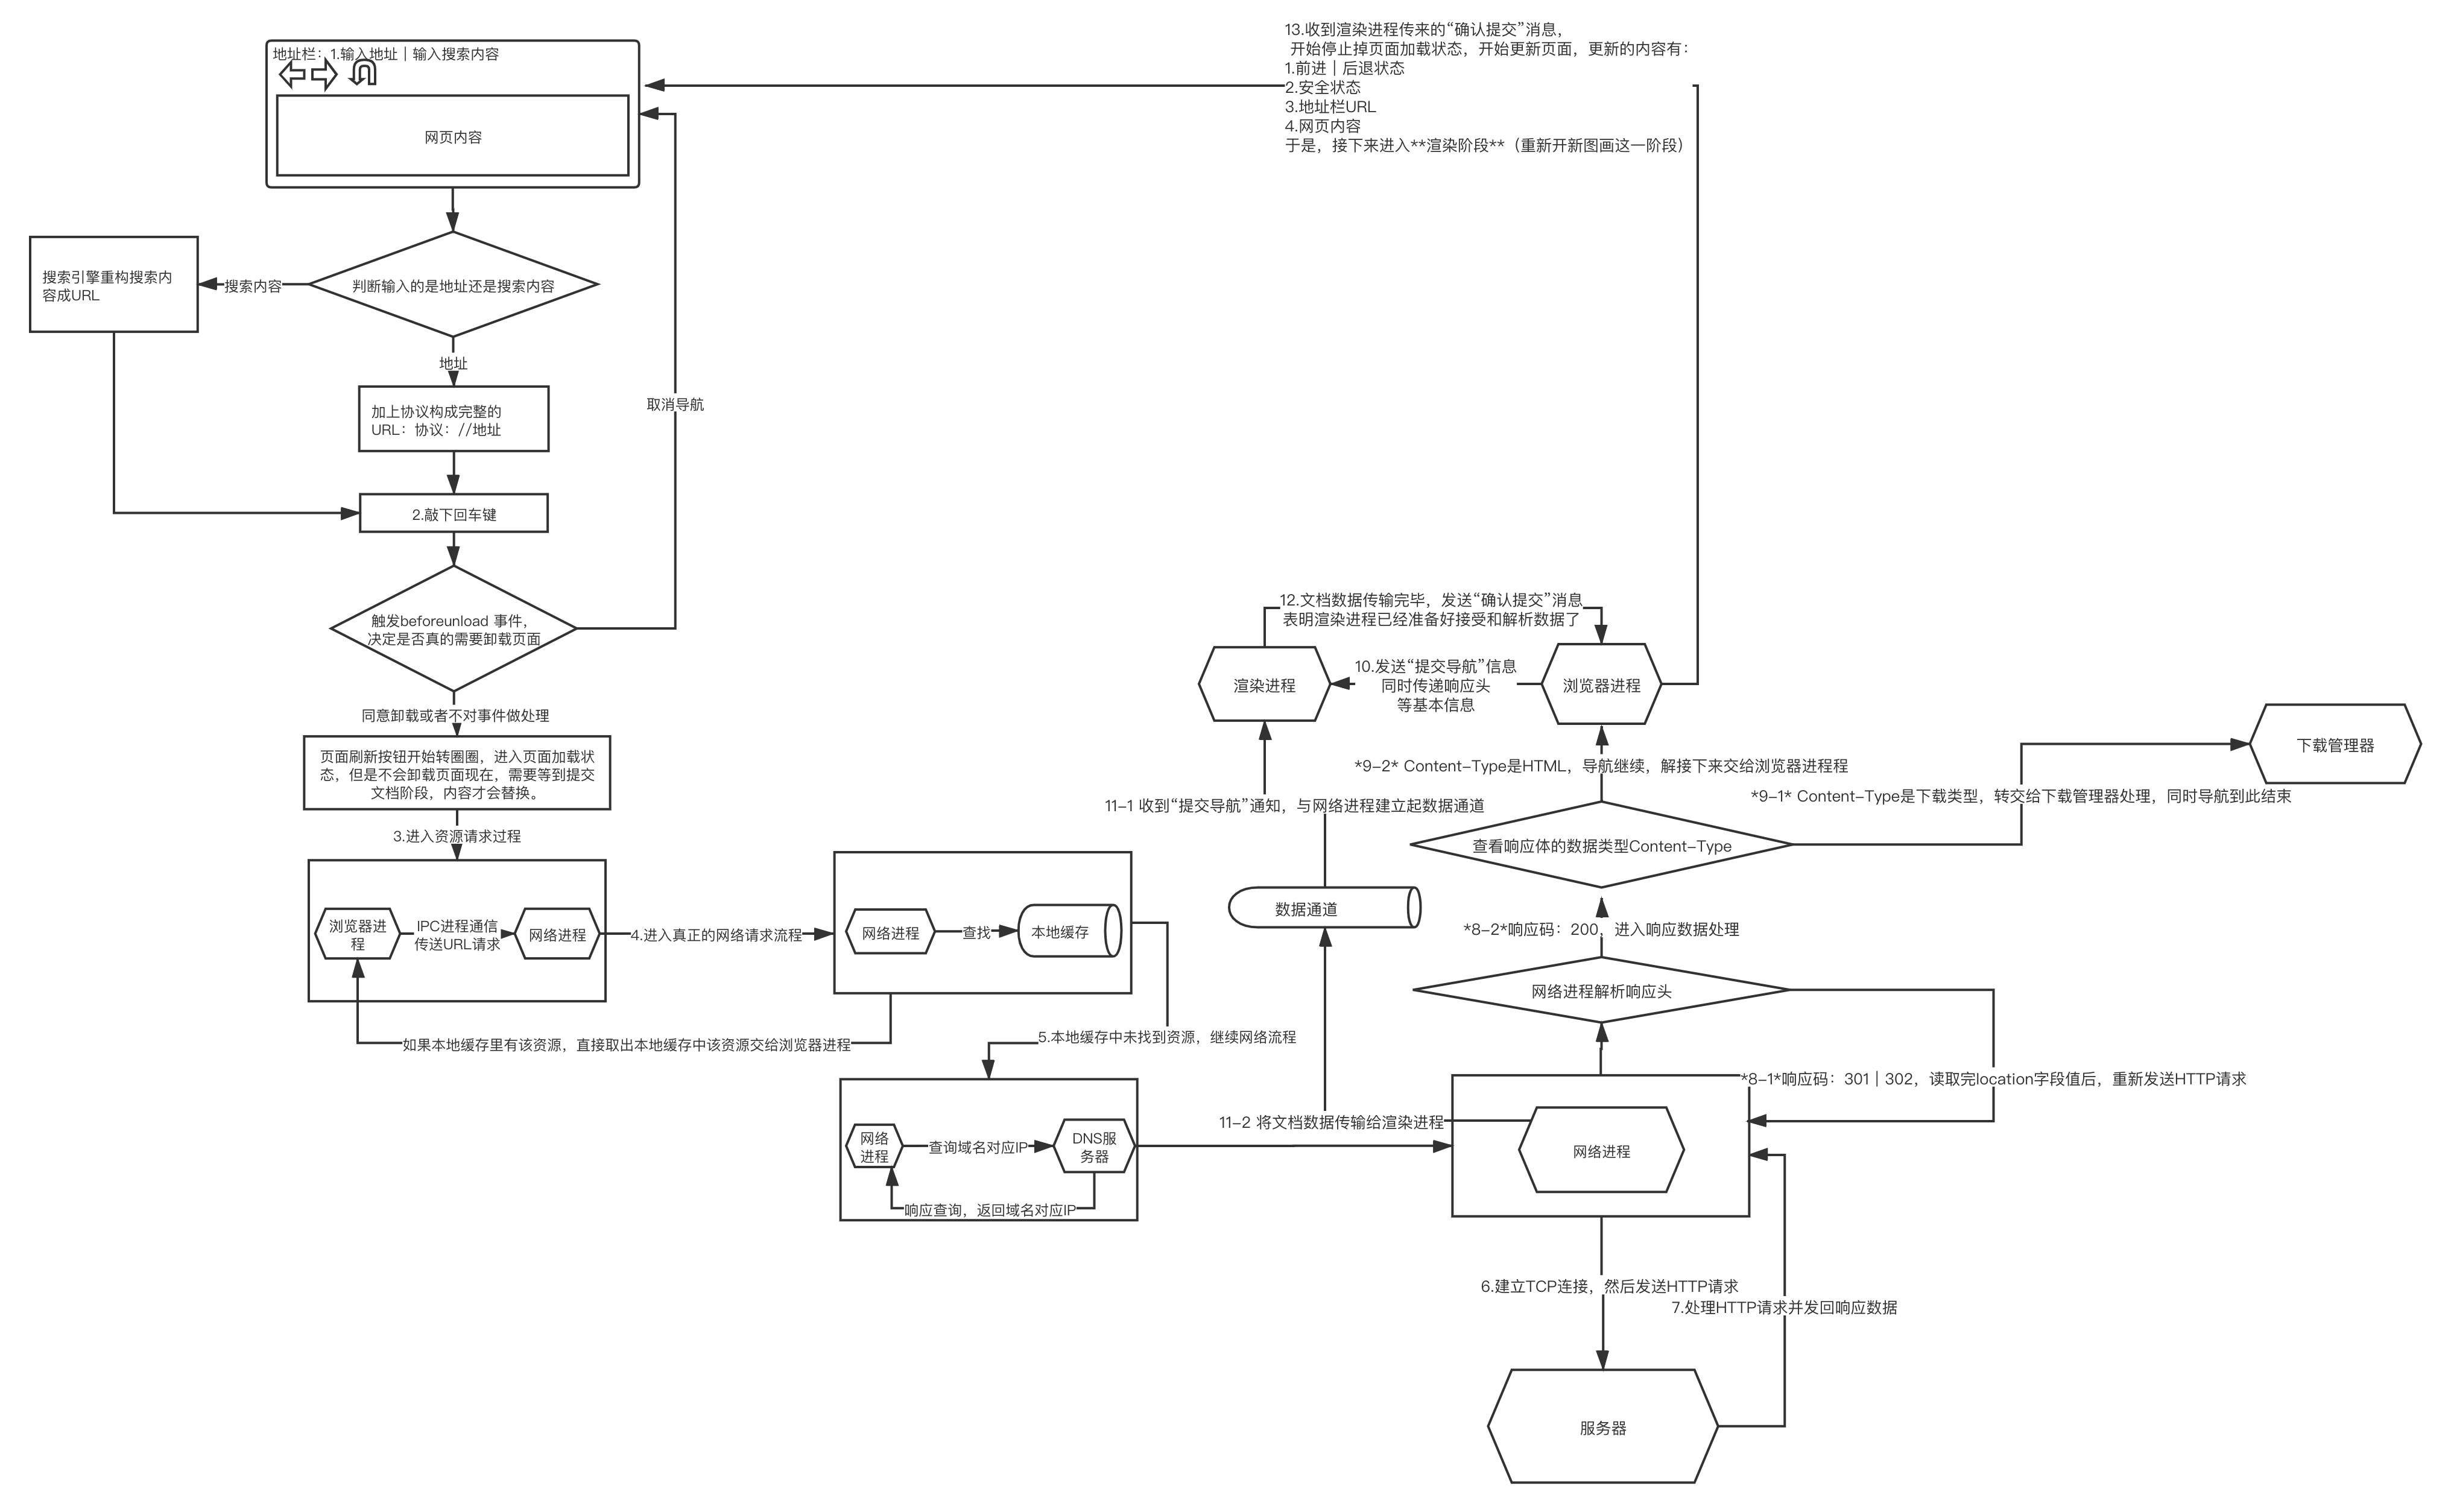 地址栏：1.输入地址｜输入搜索内容
网页内容
13.收到渲染进程传来的“确认提交”消息，
开始停止掉页面加载状态，开始更新页面，更新的内容有：
1.前进｜后退状态
2.安全状态
3.地址栏URL
4.网页内容
于是，接下来进入**渲染阶段**（重新开新图画这一阶段）
判断输入的是地址还是搜索内容
搜索内容
搜索引擎重构搜索内
容成URL
地址
加上协议构成完整的
URL：协议：//地址
取消导航
2.敲下回车键
触发beforeunload 事件，
决定是否真的需要卸载页面
同意卸载或者不对事件做处理
页面刷新按钮开始转圈圈，进入页面加载状
态，但是不会卸载页面现在，需要等到提交
文档阶段，内容才会替换。
3.进入资源请求过程
浏览器进
程
IPC进程通信
传送URL请求
网络进程
4.进入真正的网络请求流程
网络进程
查找
本地缓存
如果本地缓存里有该资源，直接取出本地缓存中该资源交给浏览器进程
5.本地缓存中未找到资源，继续网络流程
网络
进程
查询域名对应IP
DNS服
务器
响应查询，返回域名对应IP
12.文档数据传输完毕，发送“确认提交”消息
表明渲染进程已经准备好接受和解析数据了
渲染进程
10.发送“提交导航”信息
同时传递响应头
等基本信息
浏览器进程
下载管理器
*9-2* Content-Type是HTML，导航继续，解接下来交给浏览器进程程
*9-1* Content-Type是下载类型，转交给下载管理器处理，同时导航到此结束
11-1 收到“提交导航”通知，与网络进程建立起数据通道
查看响应体的数据类型Content-Type
数据通道
*8-2*响应码：200，进入响应数据处理
网络进程解析响应头
*8-1*响应码：301｜302，读取完location字段值后，重新发送HTTP请求
11-2 将文档数据传输给渲染进程
网络进程
6.建立TCP连接，然后发送HTTP请求
7.处理HTTP请求并发回响应数据
服务器